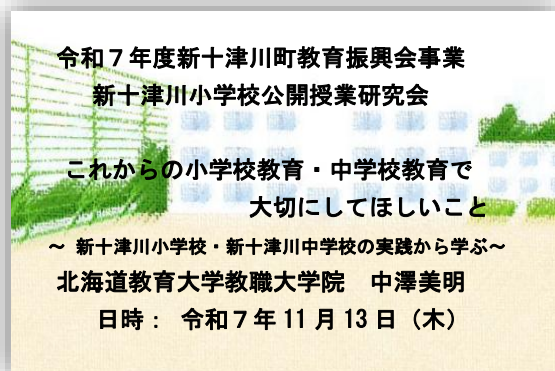 令和７年度新十津川町教育振興会事業
新十津川小学校公開授業研究会
これからの小学校教育・中学校教育で
大切にしてほしいこと
～ 新十津川小学校・新十津川中学校の実践から学ぶ～
北海道教育大学教職大学院　中澤美明
日時： 令和７年 11 月 13 日（木）